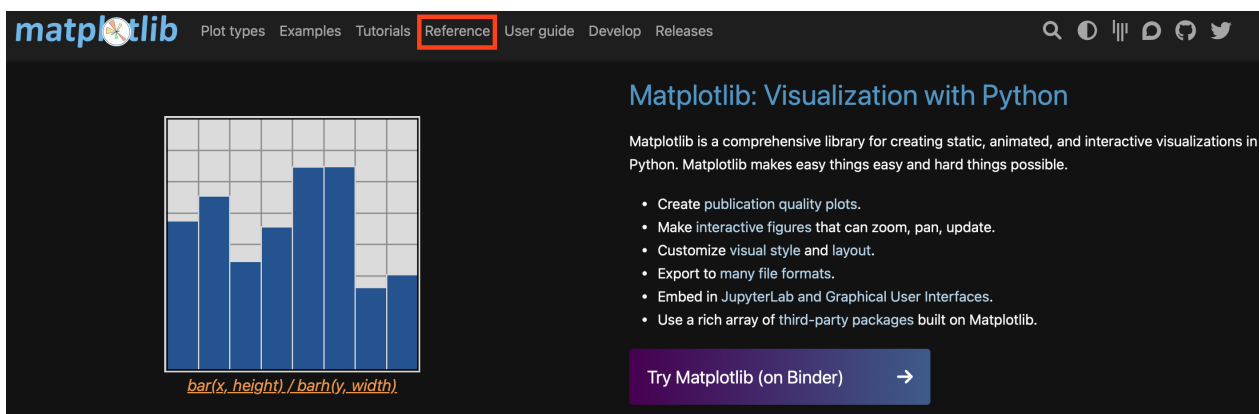 matplotlib Plot types Examples Tutorials Reference User guide Develop Releases
Matplotlib: Visualization with Python
Matplotlib is a comprehensive library for creating static, animated, and interactive visualizations in
Python. Matplotlib makes easy things easy and hard things possible.
• Create publication quality plots.
• Make interactive figures that can zoom, pan, update.
• Customize visual style and layout.
• Export to many file formats.
• Embed in JupyterLab and Graphical User Interfaces.
• Use a rich array of third-party packages built on Matplotlib.
Try Matplotlib (on Binder)
bar(x, height) / barh(y, width)